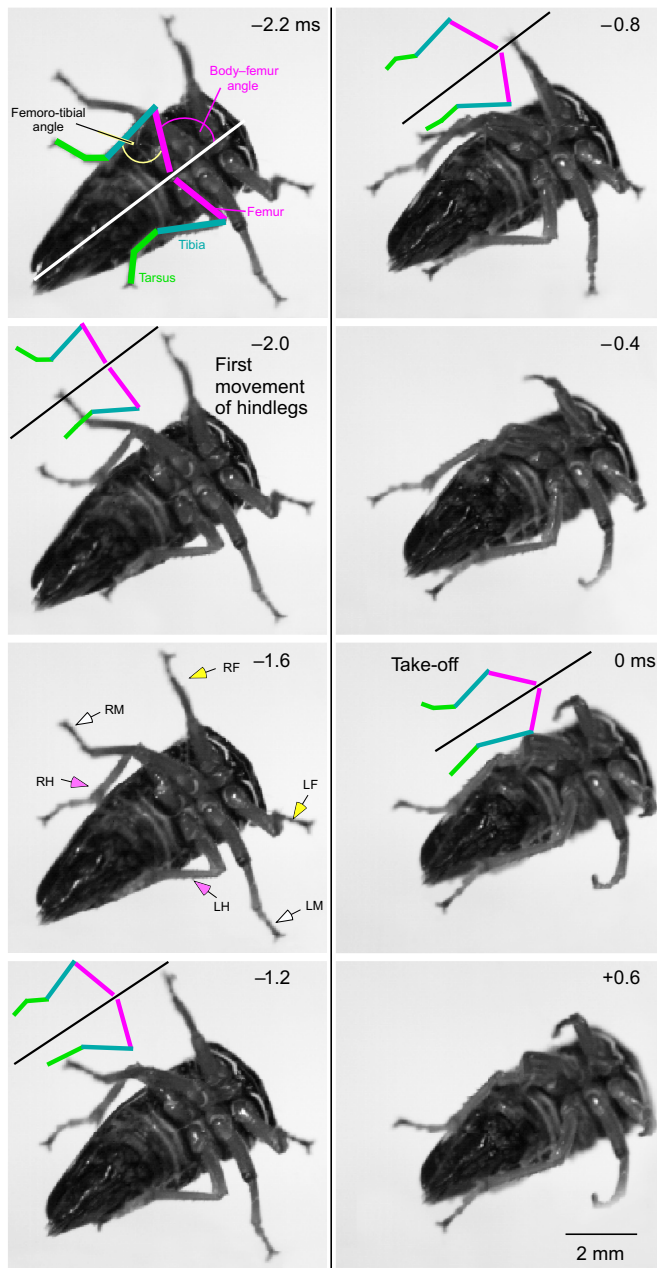 –2.2 ms
Body–femur
angle
Femoro-tibial
angle
Femur
Tibia
Tarsus
–2.0
First
movement
of hindlegs
–1.6
RF
RM
RH
LF
LH
LM
–1.2
–0.8
–0.4
Take-off
0 ms
+0.6
2 mm